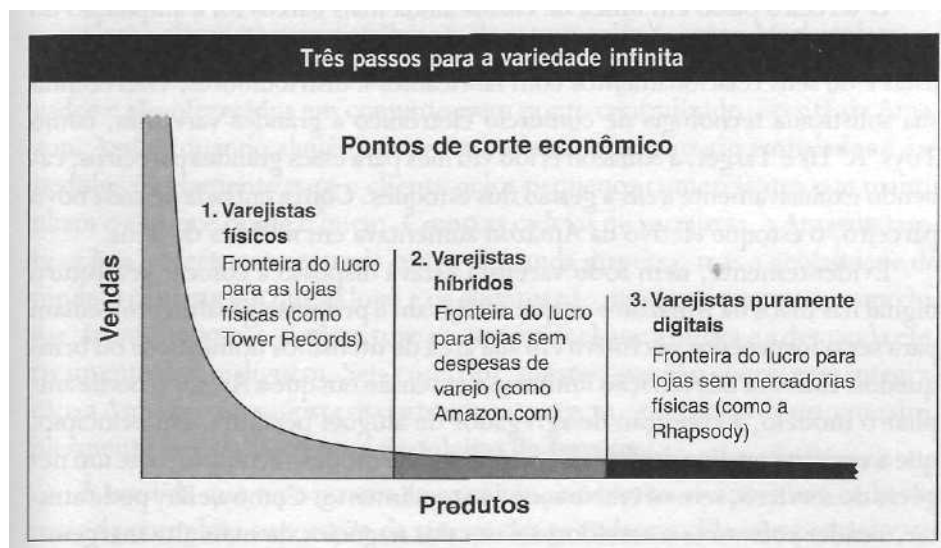 Três passos para a variedade infinita
Pontos de corte econômico
Vendas
1. Varejistas
físicos
Fronteira do lucro
para as lojas
físicas (como
Tower Records)
2. Varejistas
híbridos
Fronteira do lucro
para lojas sem
despesas de
varejo (como
Amazon.com)
3. Varejistas puramente
digitais
Fronteira do lucro para
lojas sem mercadorias
físicas (como a
Rhapsody)
Produtos